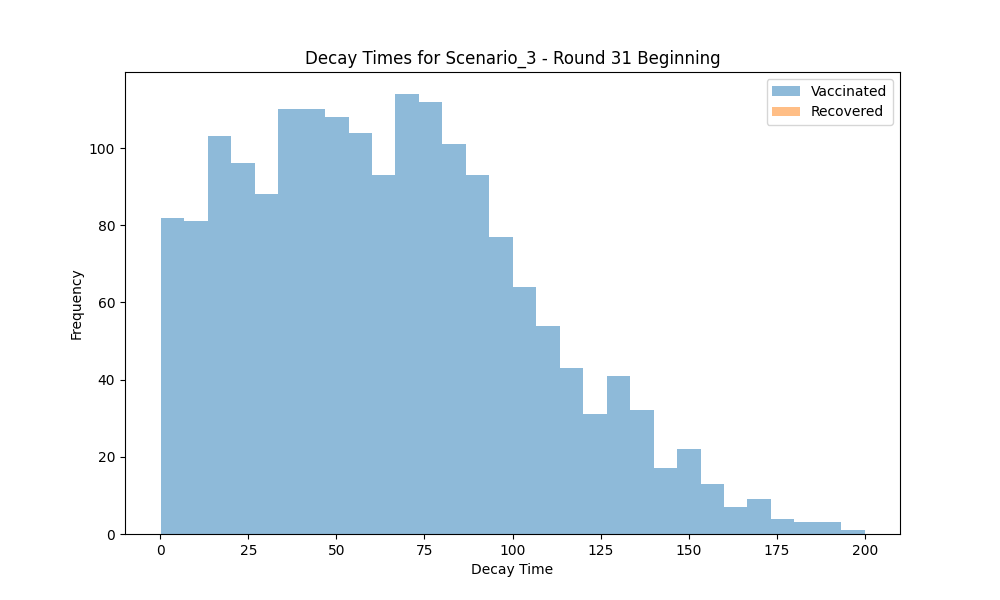 Decay Times for Scenario_3 - Round 31 Beginning
Vaccinated
Recovered
100
80
60
40
20
0
Frequency
0 25 50 75 100 125 150 175 200
Decay Time